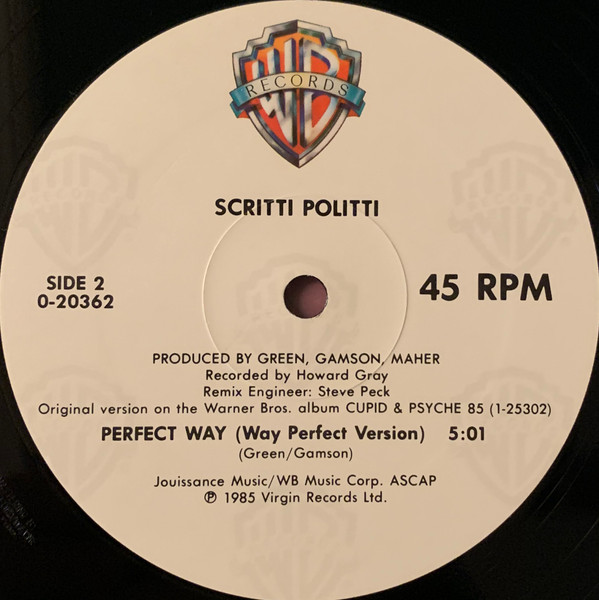 WB
RECORDS
SCRITTI POLITTI
SIDE 2
0-20362
45 RPM
PRODUCED BY GREEN, GAMSON, MAHER
Recorded by Howard Gray
Remix Engineer: Steve Peck
Original version on the Warner Bros. album CUPID & PSYCHE 85 (1-25302)
PERFECT WAY (Way Perfect Version) 5:01
(Green/Gamson)
Jouissance Music/WB Music Corp. ASCAP
℗ 1985 Virgin Records Ltd.